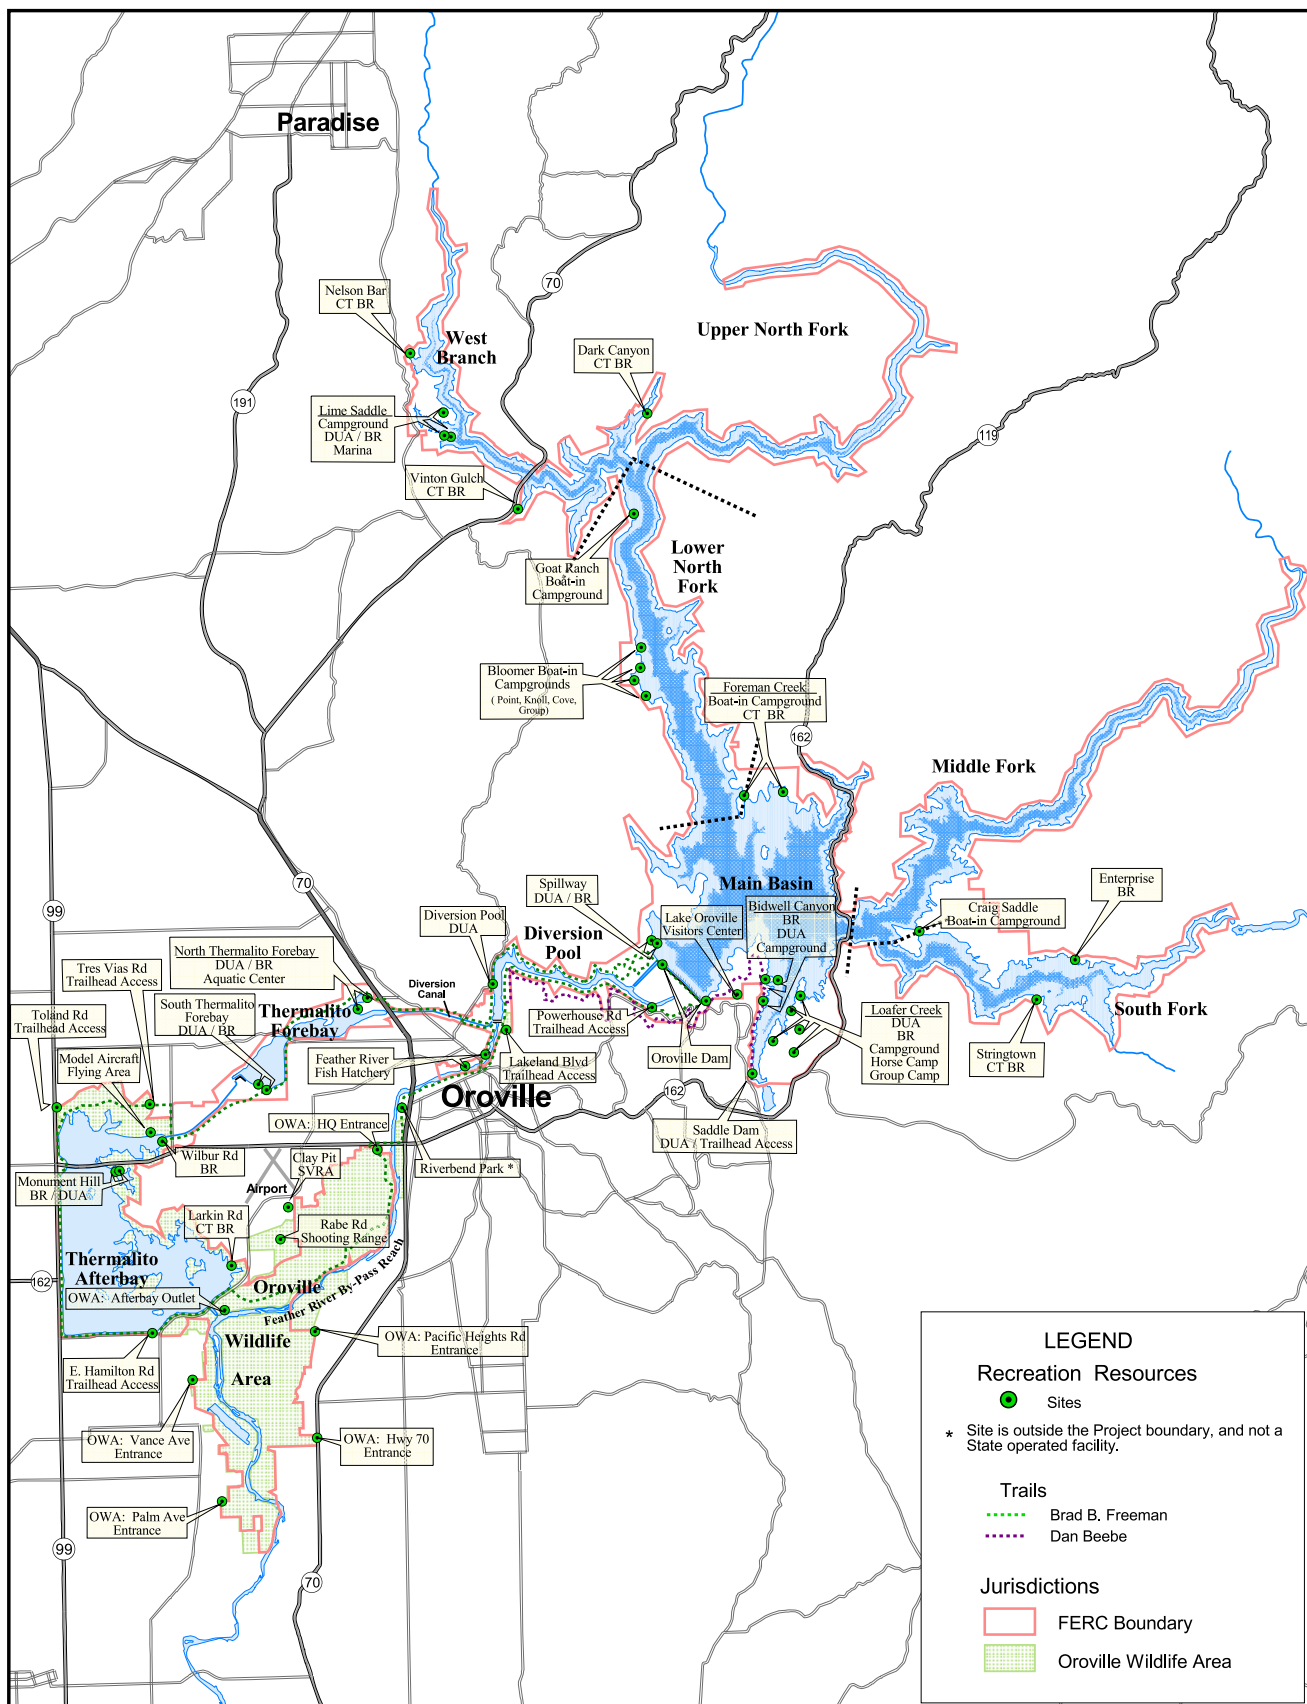 Paradise
70
Nelson Bar
CT BR
West
Branch
Upper North Fork
Dark Canyon
CT BR
191
Lime Saddle
Campground
DUA / BR
Marina
119
Vinton Gulch
CT BR
Lower
North
Fork
Goat Ranch
Boat-in
Campground
Bloomer Boat-in
Campgrounds
( Point, Knoll, Cove,
Group)
Foreman Creek
Boat-in Campground
CT BR
162
Middle Fork
70
99
Main Basin
Spillway
DUA / BR
Enterprise
BR
Bidwell Canyon
BR
DUA
Campground
Craig Saddle
Boat-in Campground
Lake Oroville
Visitors Center
Diversion Pool
DUA
Diversion
Pool
North Thermalito Forebay
DUA / BR
Aquatic Center
Tres Vias Rd
Trailhead Access
Diversion
Canal
South Thermalito
Forebay
DUA / BR
Thermalito
Forebay
Toland Rd
Trailhead Access
Powerhouse Rd
Trailhead Access
Loafer Creek
DUA
BR
Campground
Horse Camp
Group Camp
South Fork
Model Aircraft
Flying Area
Feather River
Fish Hatchery
Lakeland Blvd
Trailhead Access
Oroville Dam
Stringtown
CT BR
Oroville
162
OWA: HQ Entrance
Saddle Dam
DUA / Trailhead Access
Wilbur Rd
BR
Clay Pit
SVRA
Riverbend Park *
Monument Hill
BR / DUA
Airport
Larkin Rd
CT BR
Rabe Rd
Shooting Range
Thermalito
Afterbay
162
OWA: Afterbay Outlet
Oroville
Wildlife
Area
Feather River By-Pass Reach
OWA: Pacific Heights Rd
Entrance
E. Hamilton Rd
Trailhead Access
OWA: Vance Ave
Entrance
OWA: Hwy 70
Entrance
OWA: Palm Ave
Entrance
99
70
LEGEND
Recreation Resources
Sites
* Site is outside the Project boundary, and not a
State operated facility.
Trails
Brad B. Freeman
Dan Beebe
Jurisdictions
FERC Boundary
Oroville Wildlife Area